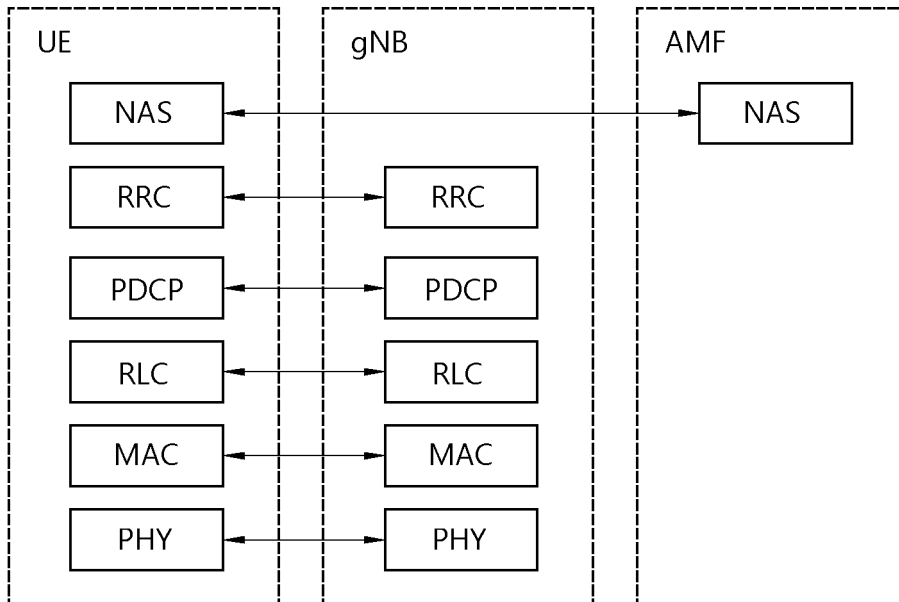 UE gNB AMF
NAS NAS
RRC RRC
PDCP PDCP
RLC RLC
MAC MAC
PHY PHY